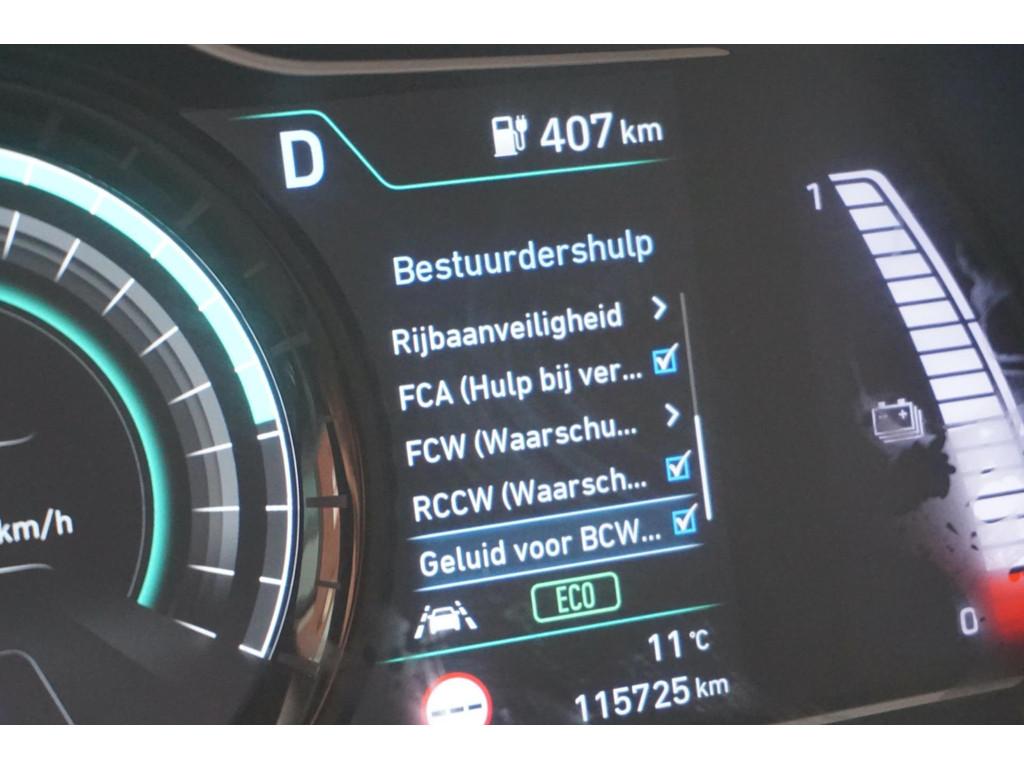 D
407 km
1
Bestuurdershulp
Rijbaanveiligheid
FCA (Hulp bij ver...
FCW (Waarschu...
RCCW (Waarsch...
Geluid voor BCW...
km/h
ECO
0
11 °C
---
115725 km